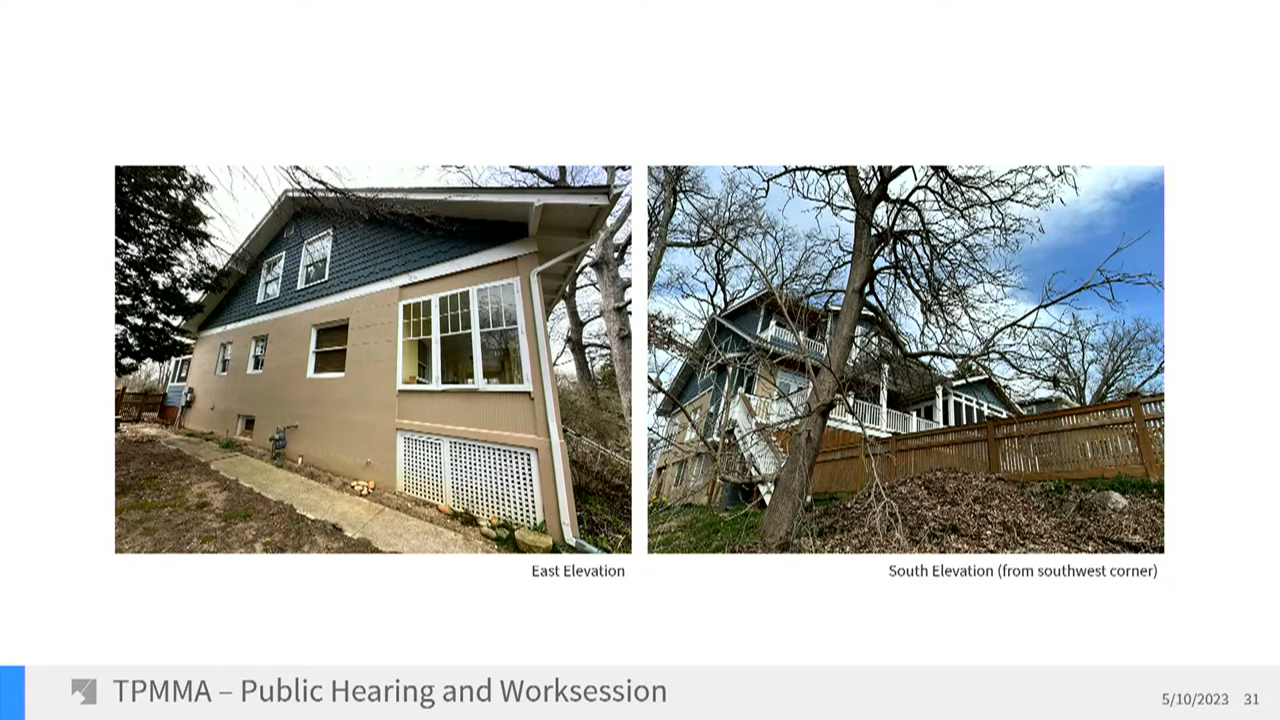 East Elevation
South Elevation (from southwest corner)
TPMMA – Public Hearing and Worksession
5/10/2023 31